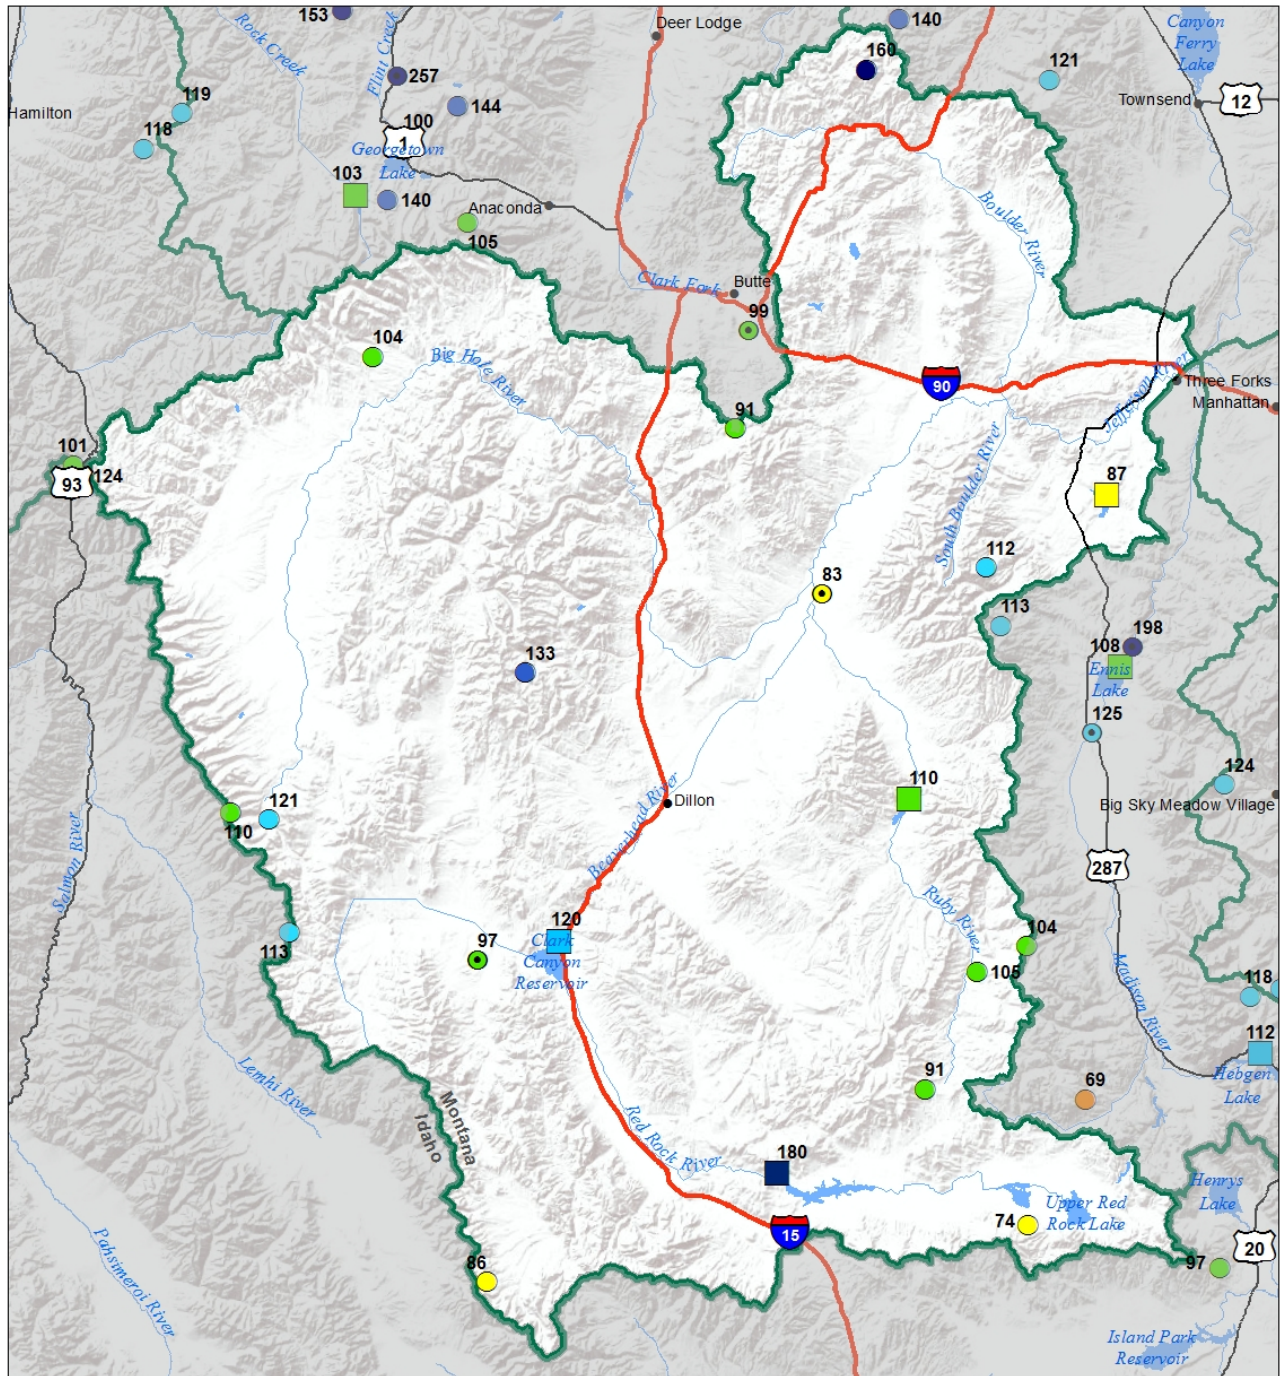 153
Rock Creek
Flint Creek
Deer Lodge
140
Canyon
Ferry
Lake
160
121
257
119
144
Townsend
12
Hamilton
118
100
1
Georgetown
Lake
103
140
Anaconda
105
Boulder River
Clark Fork
Butte
99
104
Big Hole River
90
Jefferson River
Three Forks
Manhattan
91
101
124
93
87
South Boulder River
112
83
113
133
198
108
Ennis
Lake
125
110
124
Dillon
Big Sky Meadow Village
121
110
Beaverhead River
Salmon River
287
Ruby River
120
104
113
97
Clark
Canyon
Reservoir
105
Madison River
118
112
Hebgen
Lake
Lemhi River
91
69
Montana
Idaho
Red Rock River
180
Henrys
Lake
Upper Red
Rock Lake
74
15
20
Pahsimeroi River
86
97
Island Park
Reservoir